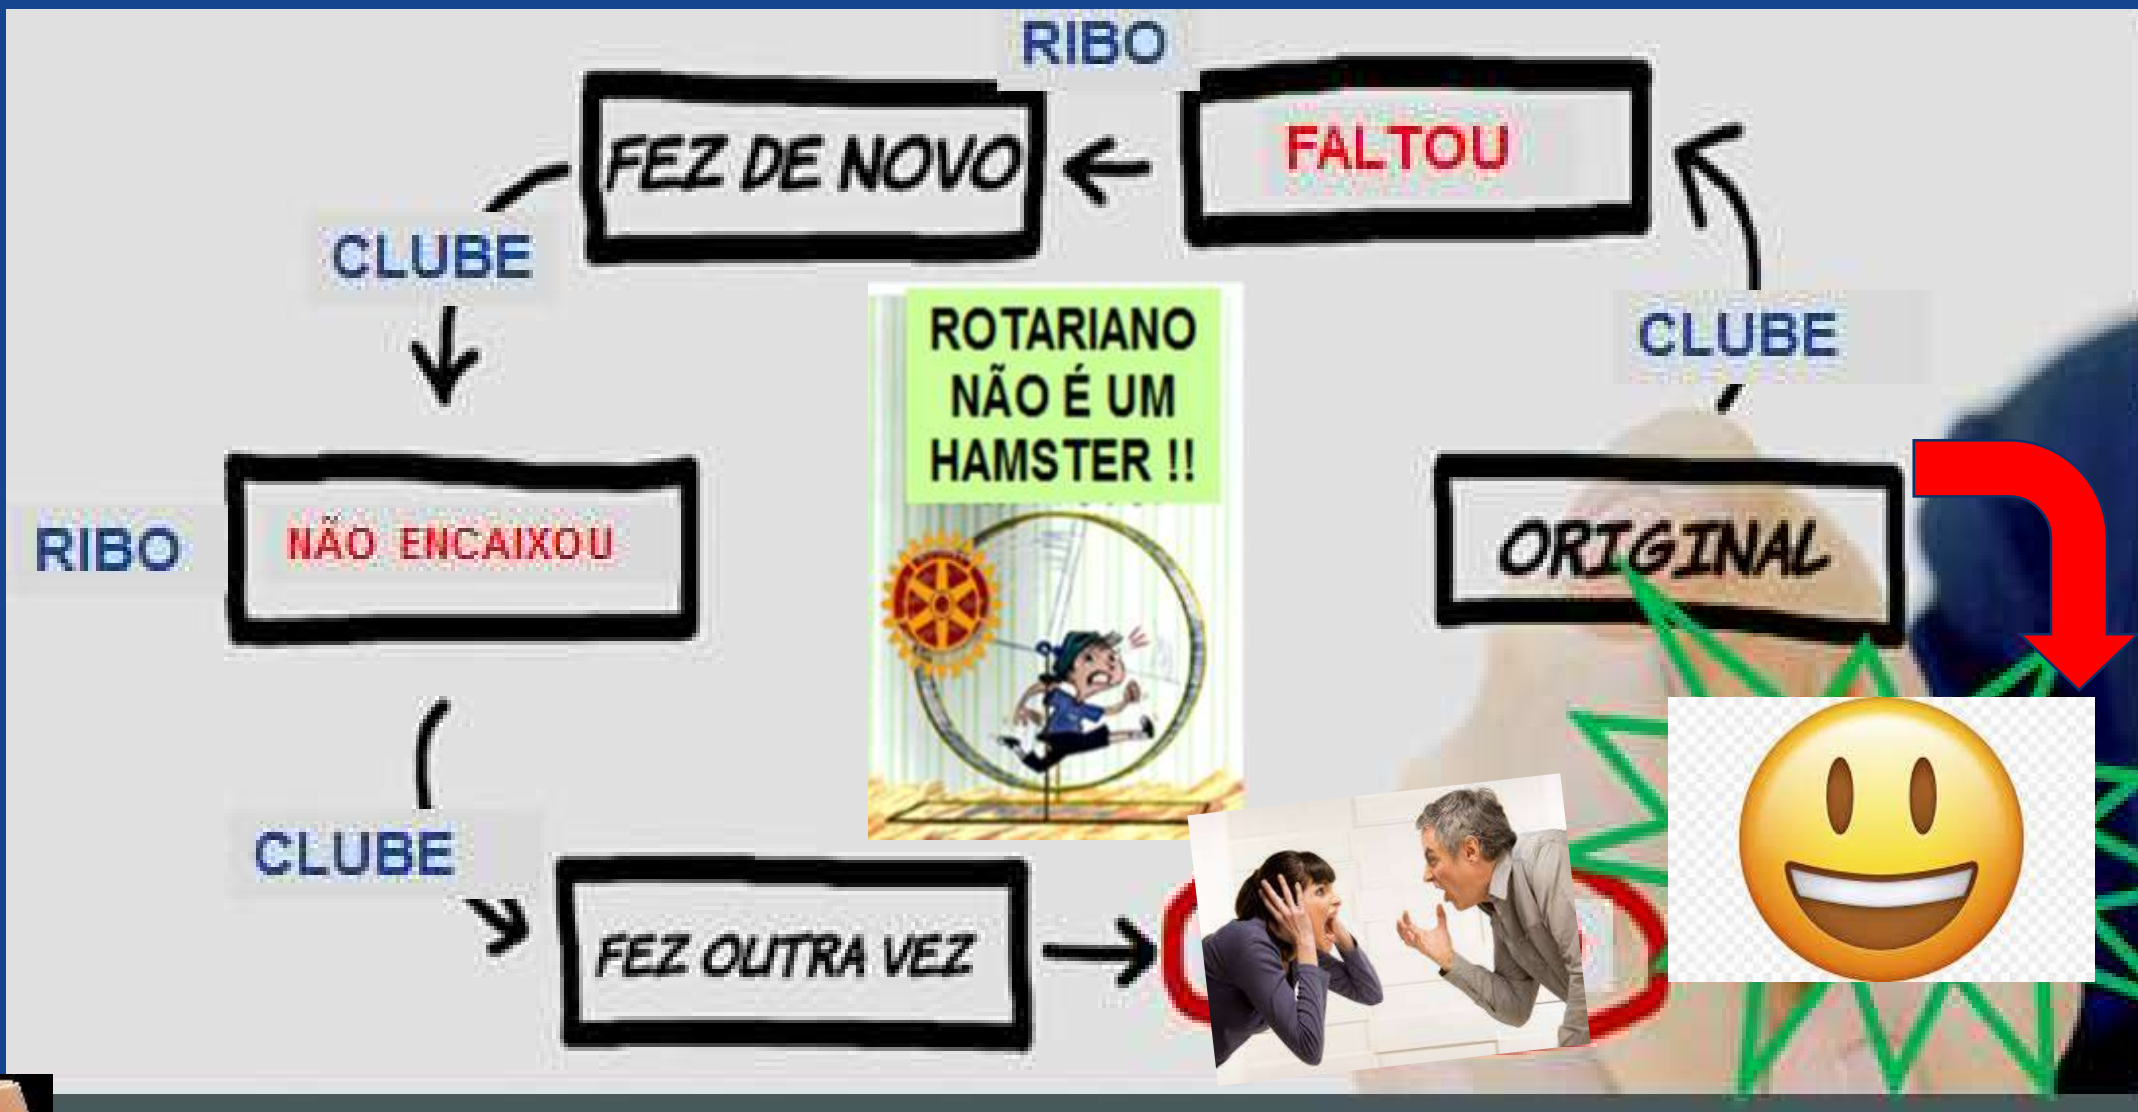 RIBO
FEZ DE NOVO
FALTOU
CLUBE
CLUBE
ROTARIANO
NÃO É UM
HAMSTER !!
RIBO
NÃO ENCAIXOU
ORIGINAL
CLUBE
FEZ OUTRA VEZ